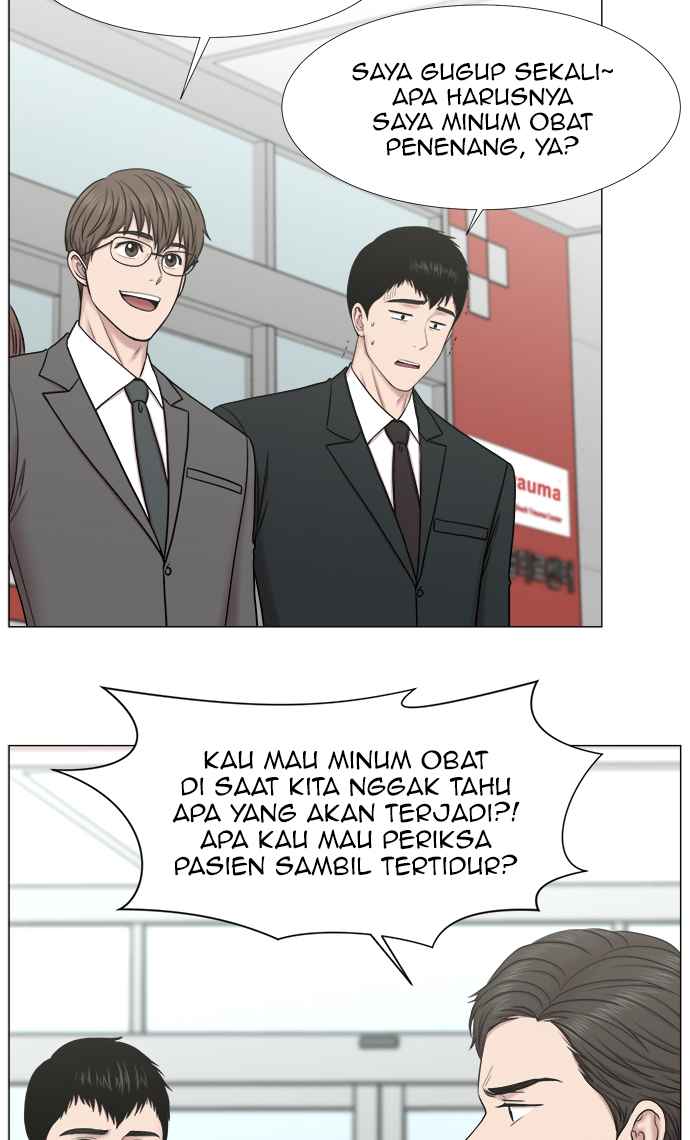 SAYA GUGUP SEKALI~
APA HARUSNYA
SAYA MINUM OBAT
PENENANG, YA?
auma
KAU MAU MINUM OBAT
DI SAAT KITA NGGAK TAHU
APA YANG AKAN TERJADI?!
APA KAU MAU PERIKSA
PASIEN SAMBIL TERTIDUR?